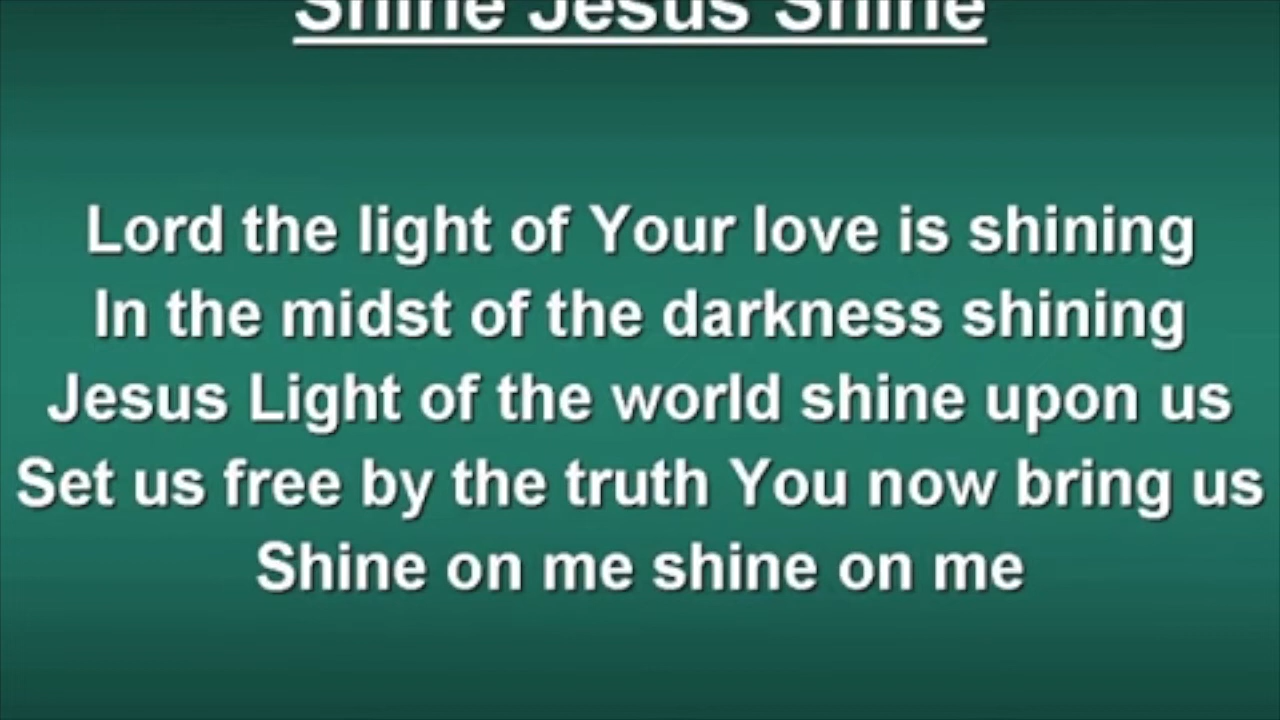 Shine Jesus Shine
Lord the light of Your love is shining
In the midst of the darkness shining
Jesus Light of the world shine upon us
Set us free by the truth You now bring us
Shine on me shine on me